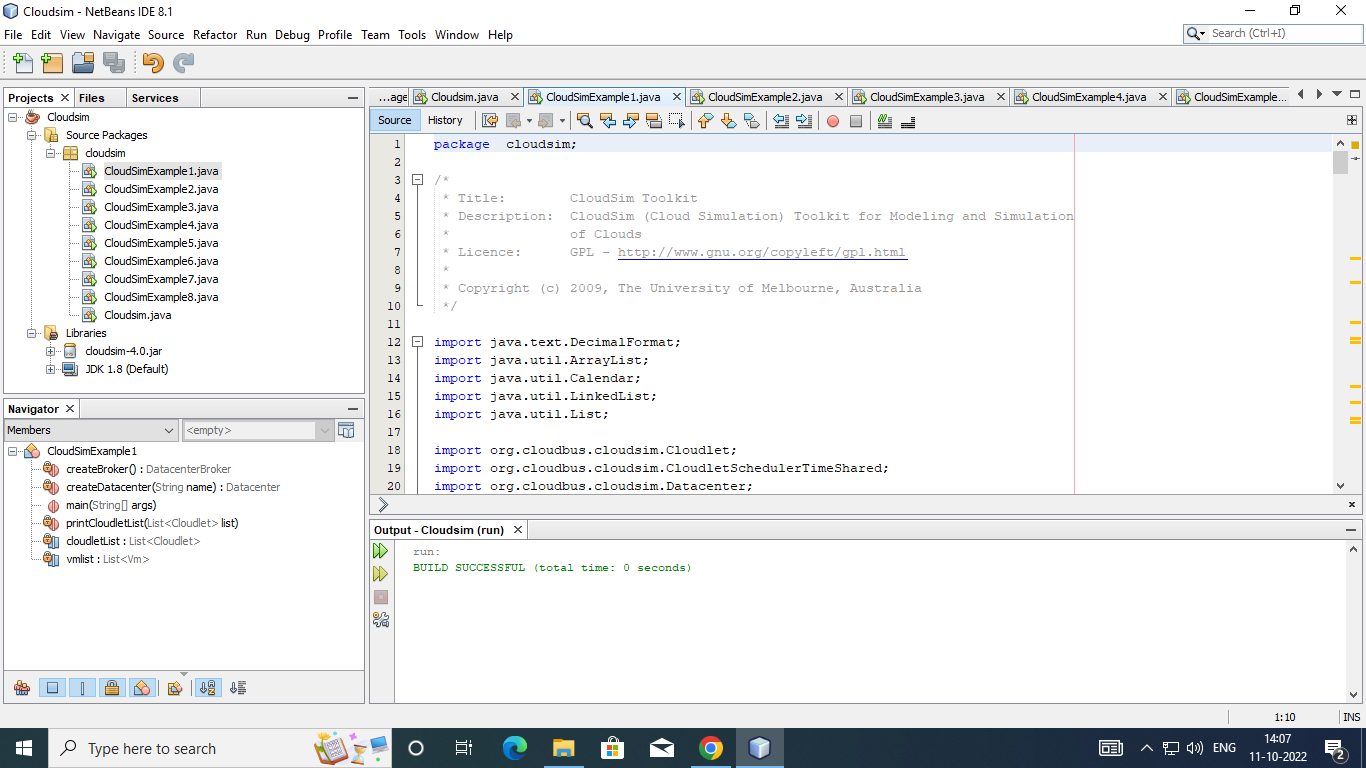 Cloudsim - NetBeans IDE 8.1
File Edit View Navigate Source Refactor Run Debug Profile Team Tools Window Help
Search (Ctrl+I)
Projects
Files
Services
Cloudsim
Source Packages
cloudsim
CloudSimExample1.java
CloudSimExample2.java
CloudSimExample3.java
CloudSimExample4.java
CloudSimExample5.java
CloudSimExample6.java
CloudSimExample7.java
CloudSimExample8.java
Cloudsim.java
Libraries
cloudsim-4.0.jar
JDK 1.8 (Default)
Navigator
Members
<empty>
CloudSimExample1
createBroker() : DatacenterBroker
createDatacenter(String name) : Datacenter
main(String[] args)
printCloudletList(List<Cloudlet> list)
cloudletList : List<Cloudlet>
vmlist : List<Vm>
...age Cloudsim.java CloudSimExample1.java CloudSimExample2.java CloudSimExample3.java CloudSimExample4.java CloudSimExample...
Source History
1 package  cloudsim;
2
3 /*
4 * Title:        CloudSim Toolkit
5 * Description:  CloudSim (Cloud Simulation) Toolkit for Modeling and Simulation
6 *               of Clouds
7 * Licence:      GPL - http://www.gnu.org/copyleft/gpl.html
8 *
9 * Copyright (c) 2009, The University of Melbourne, Australia
10 */
11
12 import java.text.DecimalFormat;
13 import java.util.ArrayList;
14 import java.util.Calendar;
15 import java.util.LinkedList;
16 import java.util.List;
17
18 import org.cloudbus.cloudsim.Cloudlet;
19 import org.cloudbus.cloudsim.CloudletSchedulerTimeShared;
20 import org.cloudbus.cloudsim.Datacenter;
Output - Cloudsim (run)
run:
BUILD SUCCESSFUL (total time: 0 seconds)
1:10 INS
Type here to search
ENG
14:07
11-10-2022
2